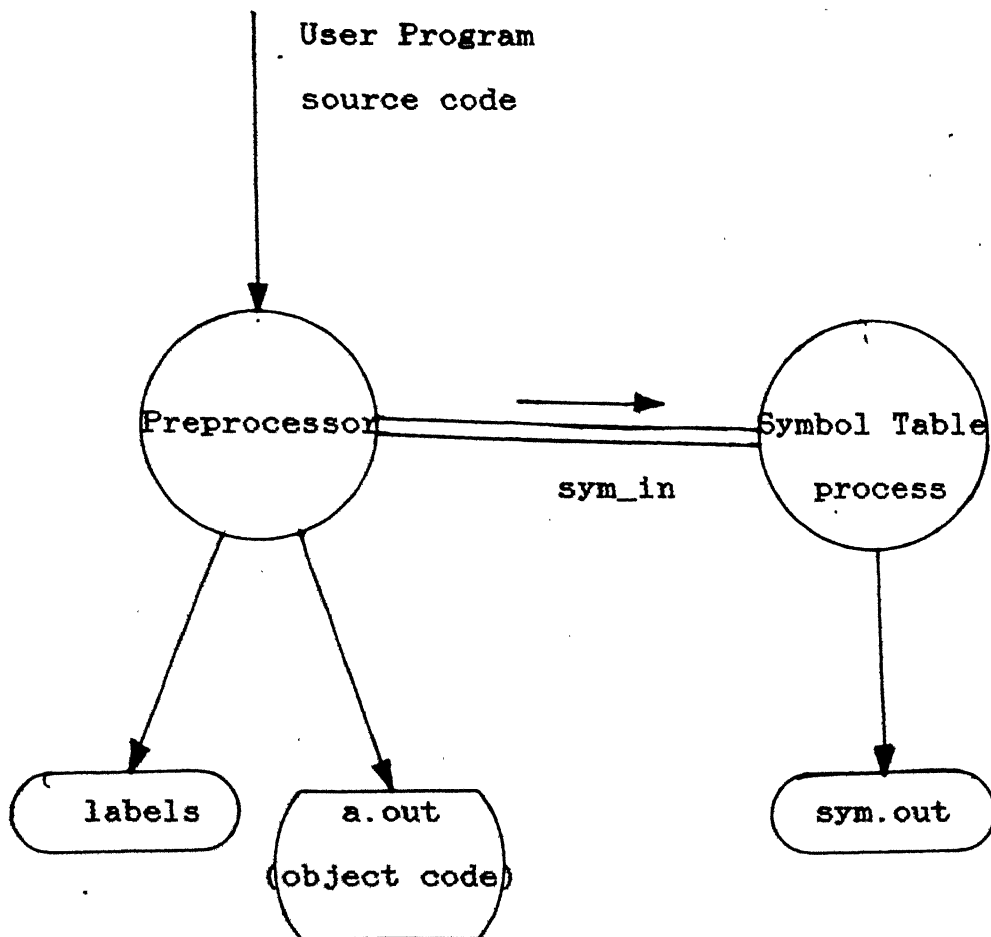 User Program
source code
Preprocessor
sym_in
Symbol Table
process
labels
a.out
(object code)
sym.out